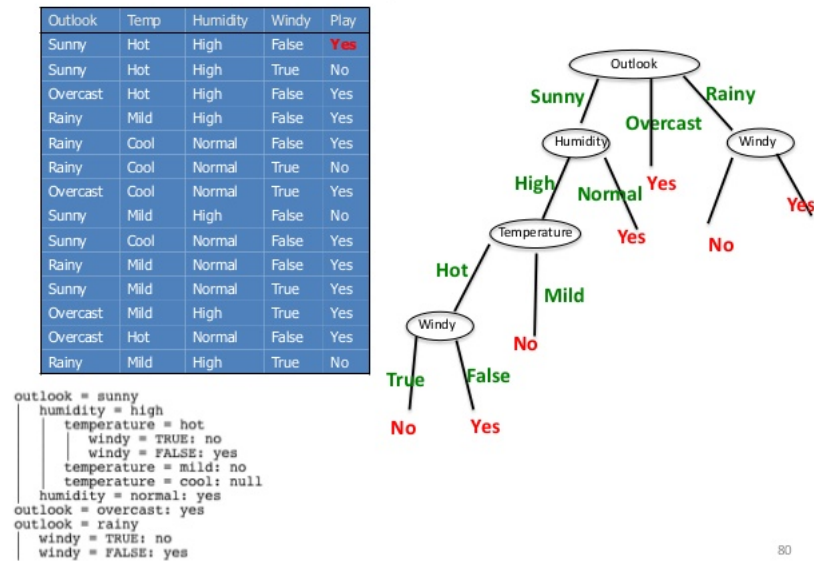 Outlook Temp Humidity Windy Play
Sunny Hot High False Yes
Sunny Hot High True No
Overcast Hot High False Yes
Rainy Mild High False Yes
Rainy Cool Normal False Yes
Rainy Cool Normal True No
Overcast Cool Normal True Yes
Sunny Mild High False No
Sunny Cool Normal False Yes
Rainy Mild Normal False Yes
Sunny Mild Normal True Yes
Overcast Mild High True Yes
Overcast Hot Normal False Yes
Rainy Mild High True No
outlook = sunny
| humidity = high
| | temperature = hot
| | | windy = TRUE: no
| | | windy = FALSE: yes
| | temperature = mild: no
| | temperature = cool: null
| humidity = normal: yes
outlook = overcast: yes
outlook = rainy
| windy = TRUE: no
| windy = FALSE: yes
Outlook
Sunny Overcast Rainy
Humidity Windy
High Normal Yes Yes
Temperature Yes No
Hot Mild
Windy No
True False
No Yes
80